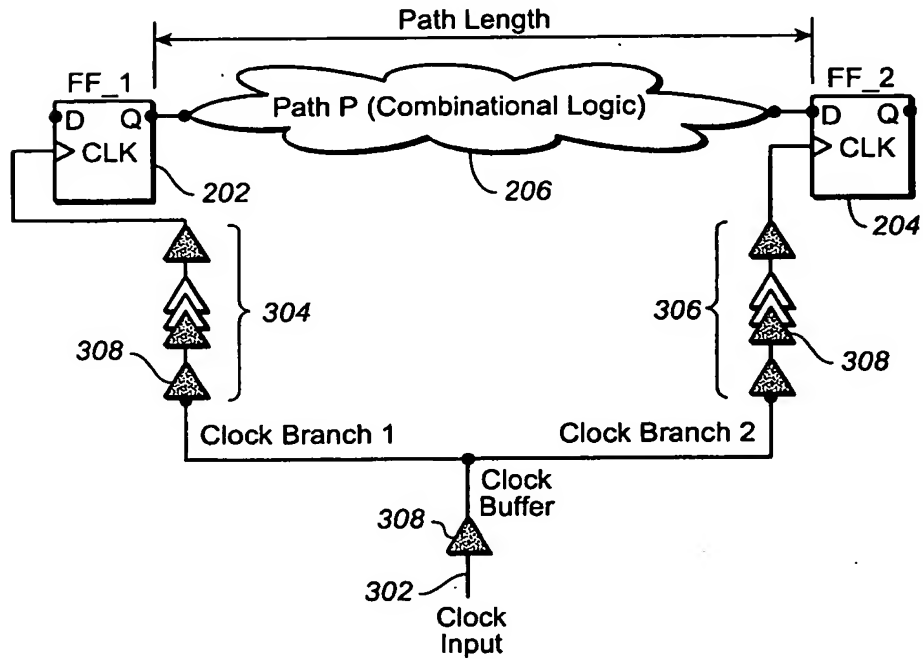 Path Length
FF_1
FF_2
D Q
Path P (Combinational Logic)
D Q
CLK
CLK
202
206
204
304
306
308
308
Clock Branch 1
Clock Branch 2
Clock
Buffer
308
302
Clock
Input